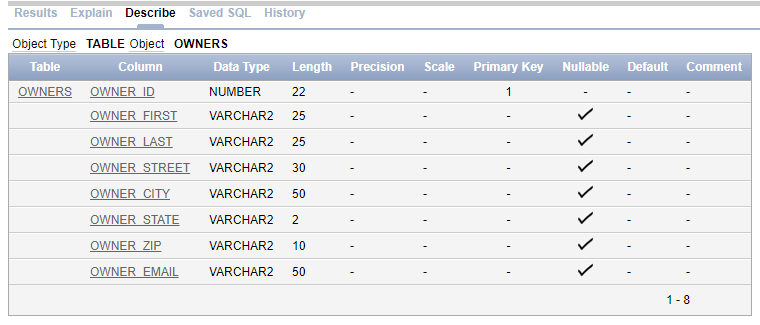 Results Explain Describe Saved SQL History
Object Type TABLE Object OWNERS
Table Column Data Type Length Precision Scale Primary Key Nullable Default Comment
OWNERS OWNER_ID NUMBER 22 - - 1 - - -
OWNER_FIRST VARCHAR2 25 - - - ✓ - -
OWNER_LAST VARCHAR2 25 - - - ✓ - -
OWNER_STREET VARCHAR2 30 - - - ✓ - -
OWNER_CITY VARCHAR2 50 - - - ✓ - -
OWNER_STATE VARCHAR2 2 - - - ✓ - -
OWNER_ZIP VARCHAR2 10 - - - ✓ - -
OWNER_EMAIL VARCHAR2 50 - - - ✓ - -
1 - 8